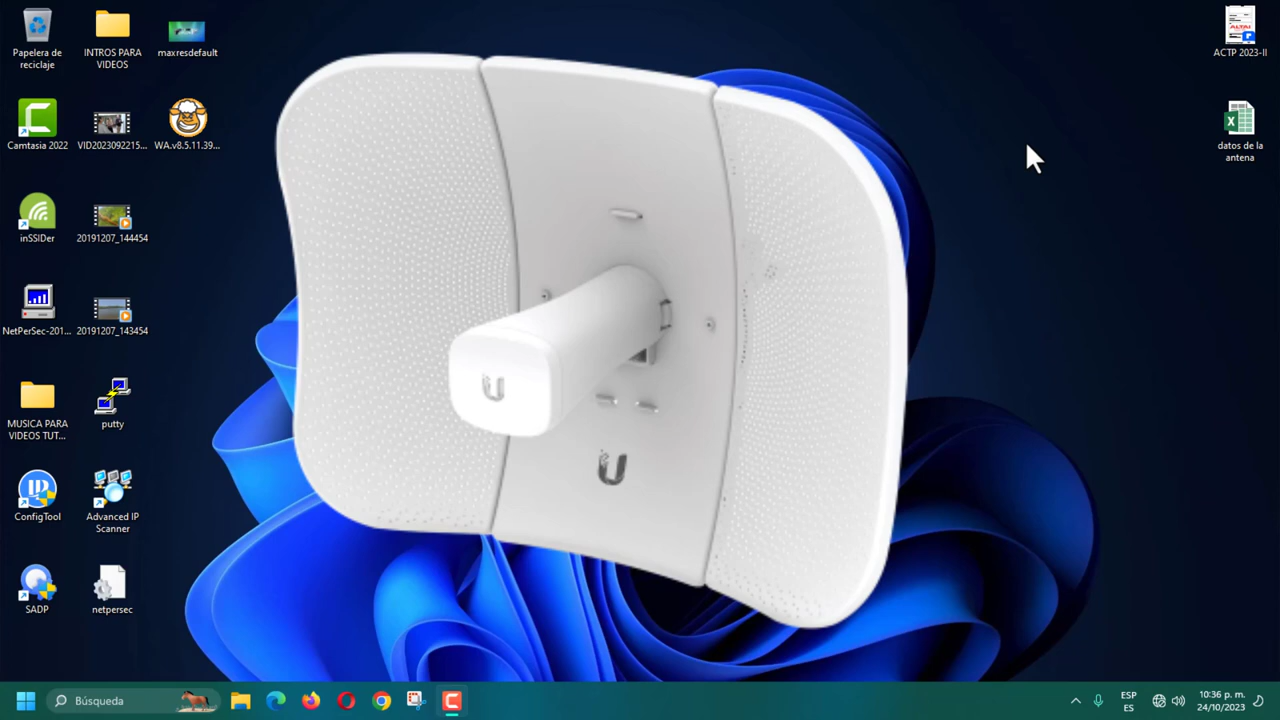 Papelera de
reciclaje
INTROS PARA
VIDEOS
maxresdefault
Camtasia 2022
VID2023092215...
WA.v8.5.11.39...
inSSIDer
20191207_144454
NetPerSec-201...
20191207_143454
MUSICA PARA
VIDEOS TUT...
putty
IP
ConfigTool
Advanced IP
Scanner
SADP
netpersec
ALTAI
ACTP 2023-II
datos de la
antena
Búsqueda
ESP
ES
10:36 p. m.
24/10/2023